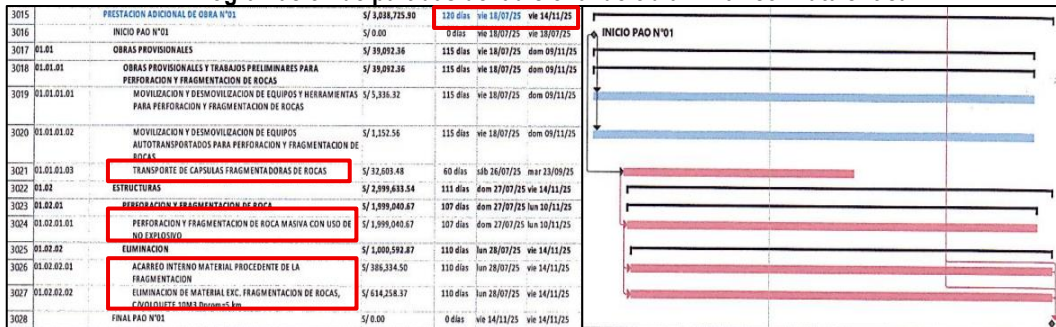 3015 PRESTACION ADICIONAL DE OBRA N°01 S/ 3,038,725.90 120 días vie 18/07/25 vie 14/11/25
3016 INICIO PAO N°01 S/ 0.00 0 días vie 18/07/25 vie 18/07/25 INICIO PAO N°01
3017 01.01 OBRAS PROVISIONALES S/ 39,092.36 115 días vie 18/07/25 dom 09/11/25
3018 01.01.01 OBRAS PROVISIONALES Y TRABAJOS PRELIMINARES PARA S/ 39,092.36 115 días vie 18/07/25 dom 09/11/25
PERFORACION Y FRAGMENTACION DE ROCAS
3019 01.01.01.01 MOVILIZACION Y DESMOVILIZACION DE EQUIPOS Y HERRAMIENTAS S/ 5,336.32 115 días vie 18/07/25 dom 09/11/25
PARA PERFORACION Y FRAGMENTACION DE ROCAS
3020 01.01.01.02 MOVILIZACION Y DESMOVILIZACION DE EQUIPOS S/ 1,152.56 115 días vie 18/07/25 dom 09/11/25
AUTOTRANSPORTADOS PARA PERFORACION Y FRAGMENTACION DE
ROCAS
3021 01.01.01.03 TRANSPORTE DE CAPSULAS FRAGMENTADORAS DE ROCAS S/ 32,603.48 60 días sáb 26/07/25 mar 23/09/25
3022 01.02 ESTRUCTURAS S/ 2,999,633.54 111 días dom 27/07/25 vie 14/11/25
3023 01.02.01 PERFORACION Y FRAGMENTACION DE ROCA S/ 1,999,040.67 107 días dom 27/07/25 lun 10/11/25
3024 01.02.01.01 PERFORACION Y FRAGMENTACION DE ROCA MASIVA CON USO DE S/ 1,999,040.67 107 días dom 27/07/25 lun 10/11/25
NO EXPLOSIVO
3025 01.02.02 ELIMINACION S/ 1,000,592.87 110 días lun 28/07/25 vie 14/11/25
3026 01.02.02.01 ACARREO INTERNO MATERIAL PROCEDENTE DE LA S/ 386,334.50 110 días lun 28/07/25 vie 14/11/25
FRAGMENTACION
3027 01.02.02.02 ELIMINACION DE MATERIAL EXC. FRAGMENTACION DE ROCAS, S/ 614,258.37 110 días lun 28/07/25 vie 14/11/25
C/VOLQUETE 10M3 Dprom=5 km
3028 FINAL PAO N°01 S/ 0.00 0 días vie 14/11/25 vie 14/11/25